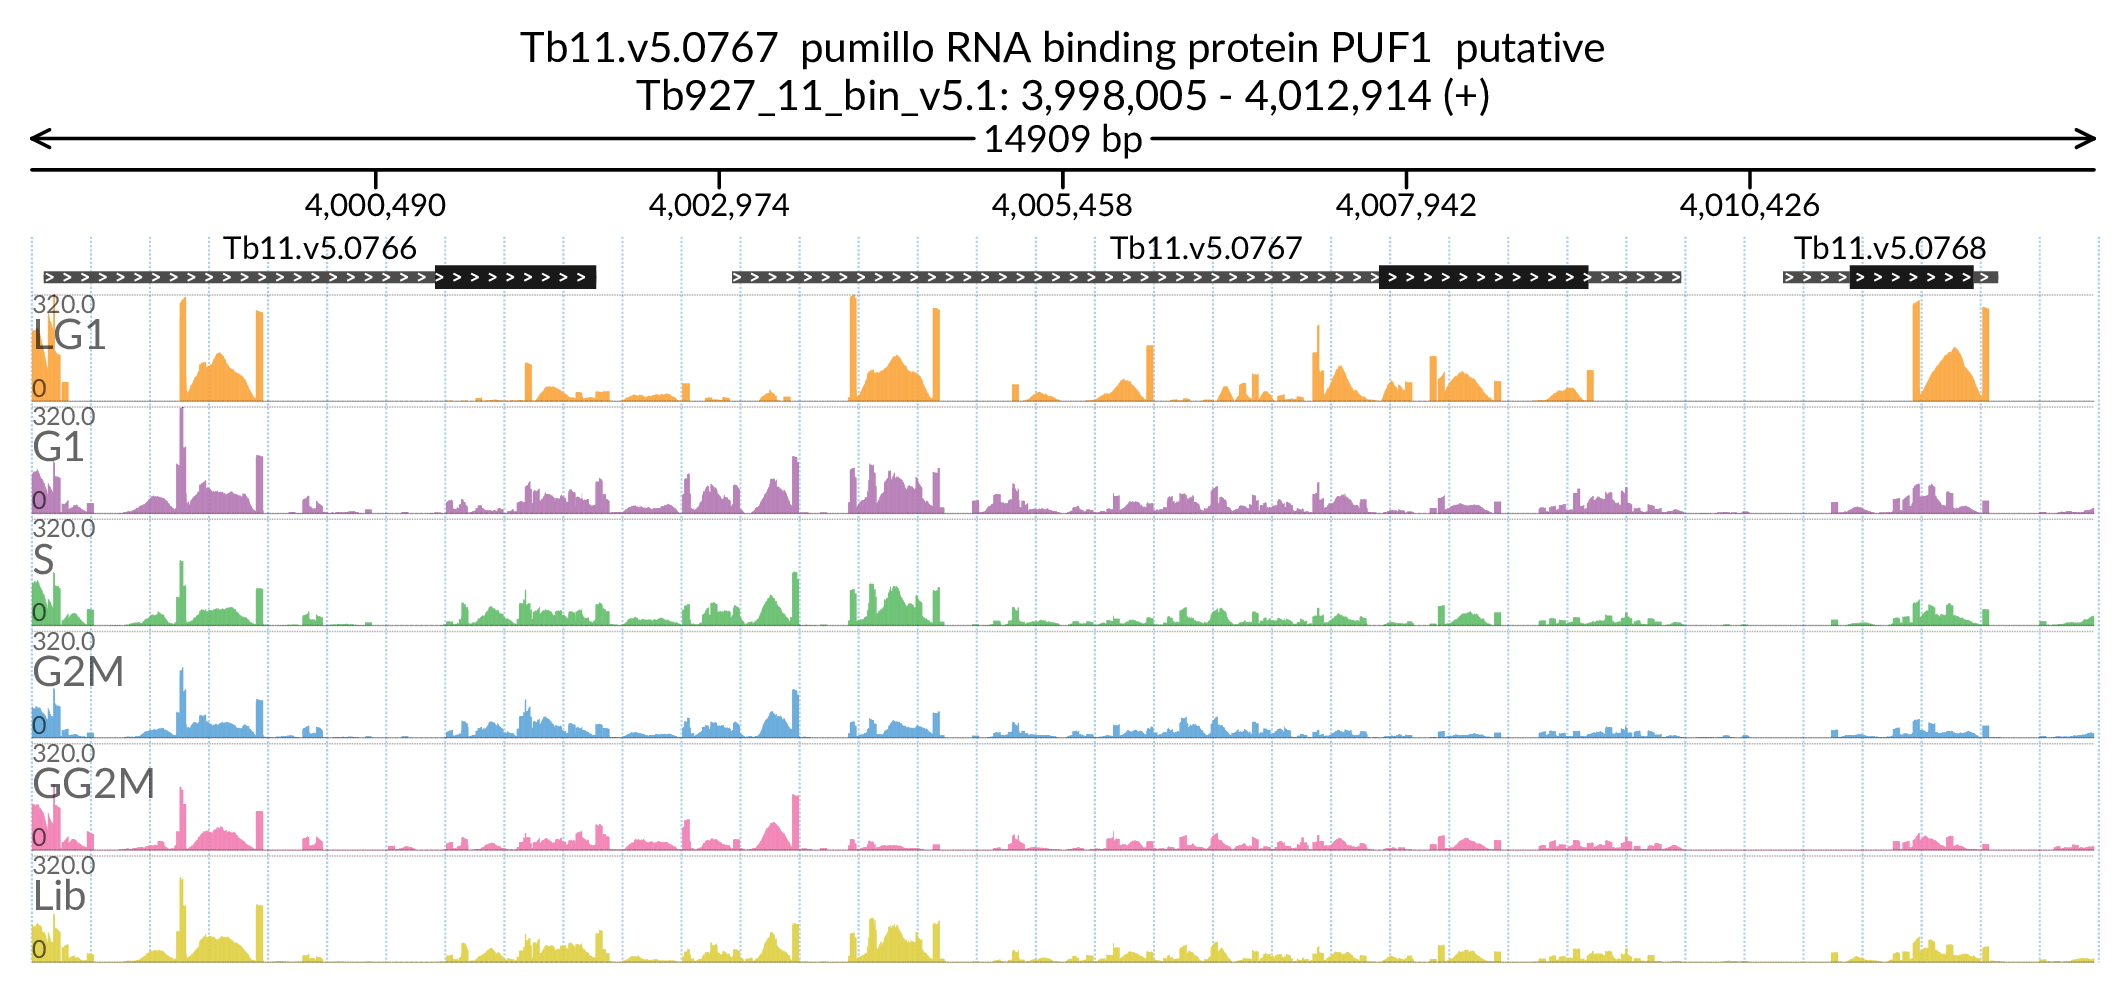 Tb11.v5.0767  pumillo RNA binding protein PUF1  putative
Tb927_11_bin_v5.1: 3,998,005 - 4,012,914 (+)
14909 bp
4,000,490 4,002,974 4,005,458 4,007,942 4,010,426
Tb11.v5.0766 Tb11.v5.0767 Tb11.v5.0768
320.0
LG1
0
320.0
G1
0
320.0
S
0
320.0
G2M
0
320.0
GG2M
0
320.0
Lib
0